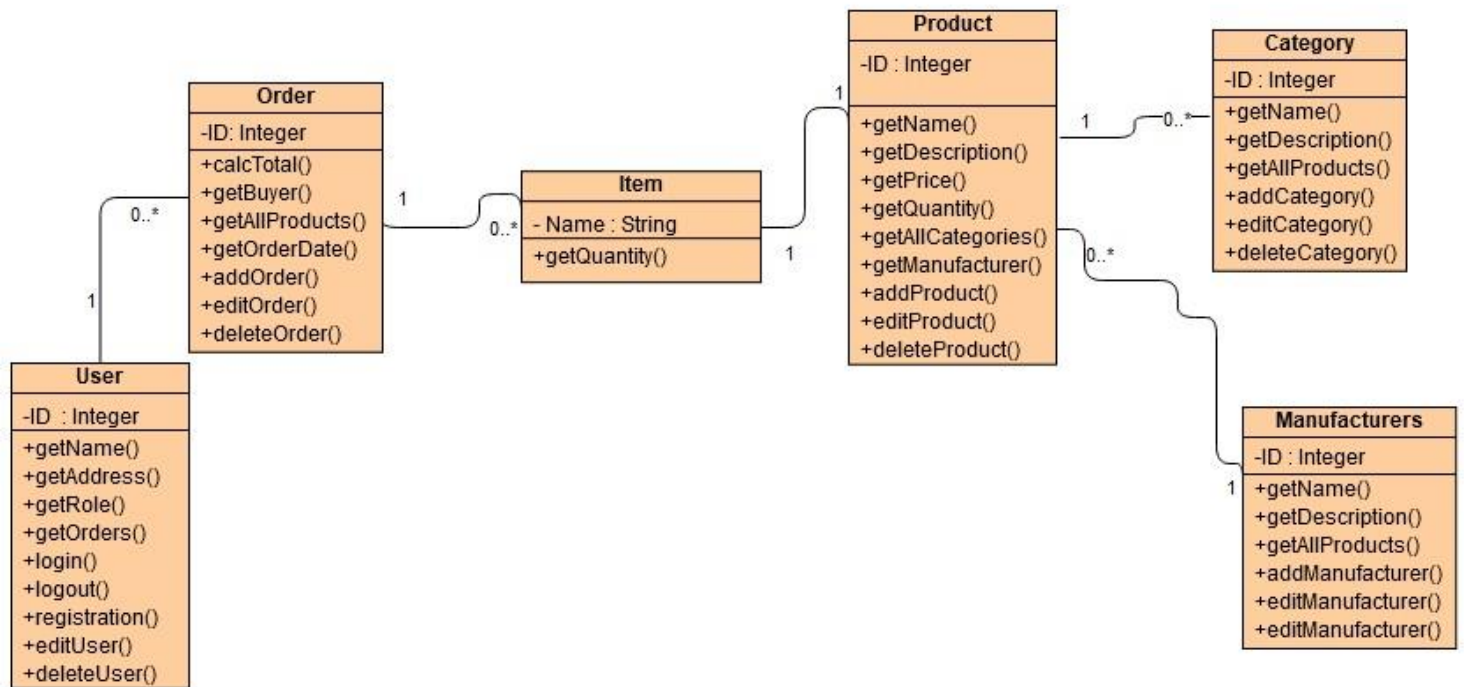 Product
-ID : Integer
+getName()
+getDescription()
+getPrice()
+getQuantity()
+getAllCategories()
+getManufacturer()
+addProduct()
+editProduct()
+deleteProduct()
Category
-ID : Integer
+getName()
+getDescription()
+getAllProducts()
+addCategory()
+editCategory()
+deleteCategory()
Order
-ID: Integer
+calcTotal()
+getBuyer()
+getAllProducts()
+getOrderDate()
+addOrder()
+editOrder()
+deleteOrder()
Item
- Name : String
+getQuantity()
User
-ID : Integer
+getName()
+getAddress()
+getRole()
+getOrders()
+login()
+logout()
+registration()
+editUser()
+deleteUser()
Manufacturers
-ID : Integer
+getName()
+getDescription()
+getAllProducts()
+addManufacturer()
+editManufacturer()
+editManufacturer()
1
0..*
1
0..*
1
1
1
0..*
0..*
1